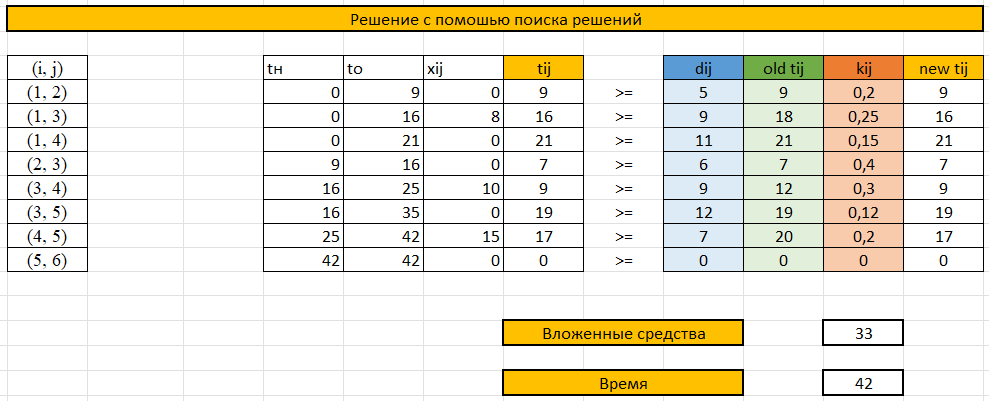 Решение с помошью поиска решений
(i, j) tн tо xij tij dij old tij kij new tij
(1, 2) 0 9 0 9 >= 5 9 0,2 9
(1, 3) 0 16 8 16 >= 9 18 0,25 16
(1, 4) 0 21 0 21 >= 11 21 0,15 21
(2, 3) 9 16 0 7 >= 6 7 0,4 7
(3, 4) 16 25 10 9 >= 9 12 0,3 9
(3, 5) 16 35 0 19 >= 12 19 0,12 19
(4, 5) 25 42 15 17 >= 7 20 0,2 17
(5, 6) 42 42 0 0 >= 0 0 0 0
Вложенные средства 33
Время 42